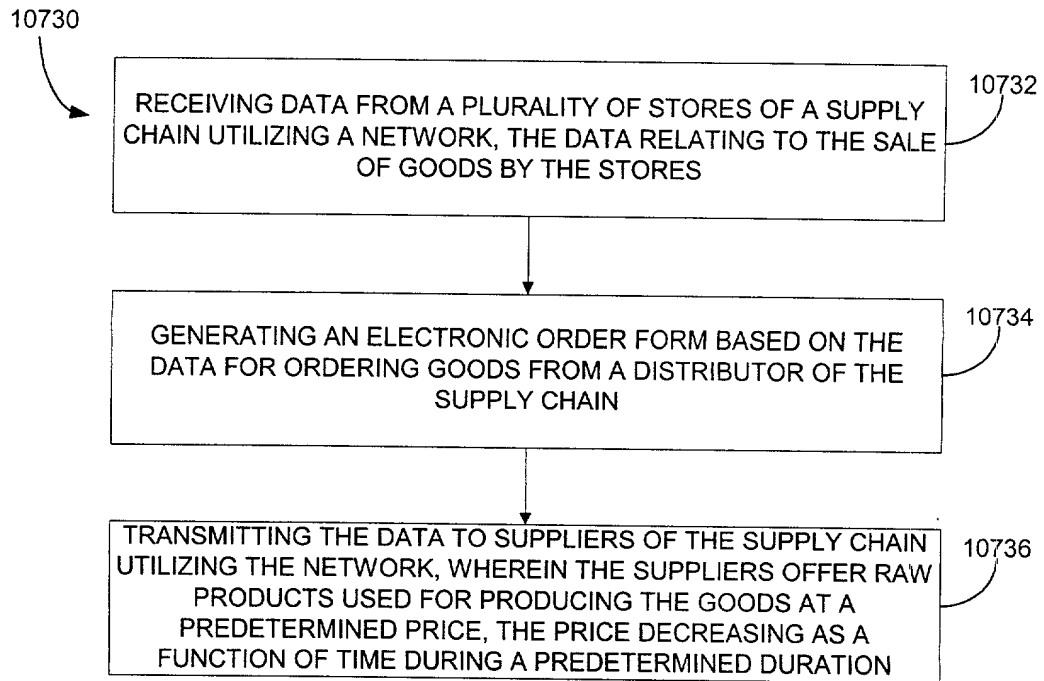 10730
RECEIVING DATA FROM A PLURALITY OF STORES OF A SUPPLY
CHAIN UTILIZING A NETWORK, THE DATA RELATING TO THE SALE
OF GOODS BY THE STORES
10732
GENERATING AN ELECTRONIC ORDER FORM BASED ON THE
DATA FOR ORDERING GOODS FROM A DISTRIBUTOR OF THE
SUPPLY CHAIN
10734
TRANSMITTING THE DATA TO SUPPLIERS OF THE SUPPLY CHAIN
UTILIZING THE NETWORK, WHEREIN THE SUPPLIERS OFFER RAW
PRODUCTS USED FOR PRODUCING THE GOODS AT A
PREDETERMINED PRICE, THE PRICE DECREASING AS A
FUNCTION OF TIME DURING A PREDETERMINED DURATION
10736